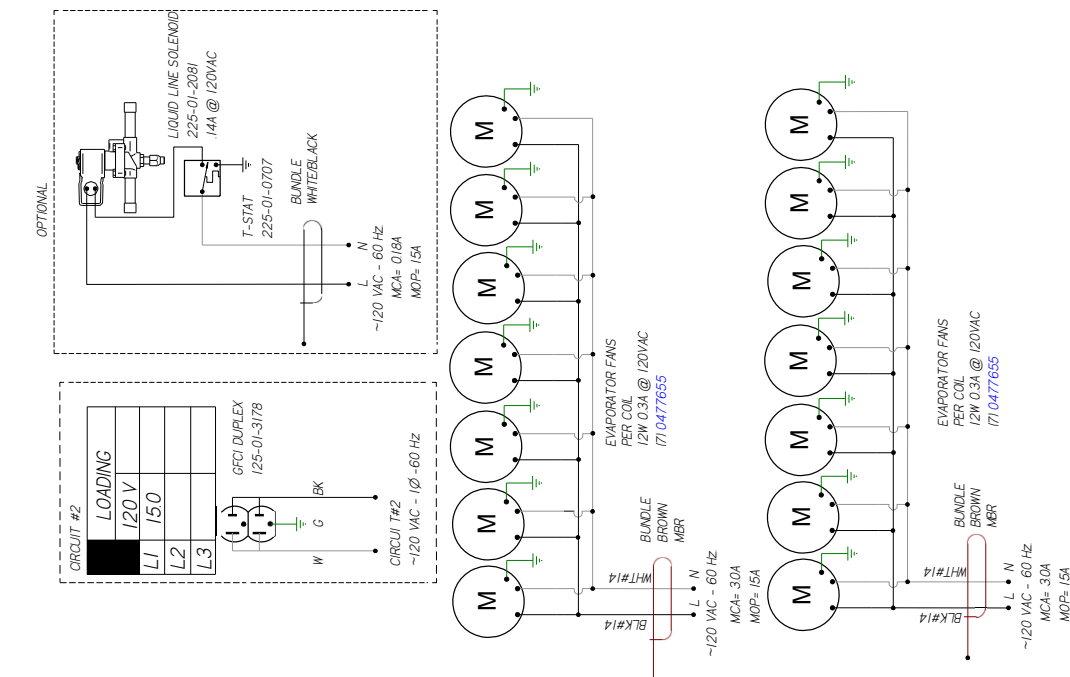 OPTIONAL
LIQUID LINE SOLENOID
225-01-2081
.14A @ 120VAC
T-STAT
225-01-0707
BUNDLE
WHITE/BLACK
L
N
~120 VAC - 60 Hz
MCA= 0.18A
MOP= 15A
CIRCUIT #2
LOADING
120 V
L1 15.0
L2
L3
GFCI DUPLEX
125-01-3178
W
G
BK
CIRCUI T#2
~120 VAC - 1Ø -60 Hz
M
M
M
M
M
M
M
EVAPORATOR FANS
PER COIL
12W 0.3A @ 120VAC
(7) 0477655
BUNDLE
BROWN
MBR
WHT#14
BLK#14
L
N
~120 VAC - 60 Hz
MCA= 3.0A
MOP= 15A
M
M
M
M
M
M
M
EVAPORATOR FANS
PER COIL
12W 0.3A @ 120VAC
(7) 0477655
BUNDLE
BROWN
MBR
WHT#14
BLK#14
L
N
~120 VAC - 60 Hz
MCA= 3.0A
MOP= 15A